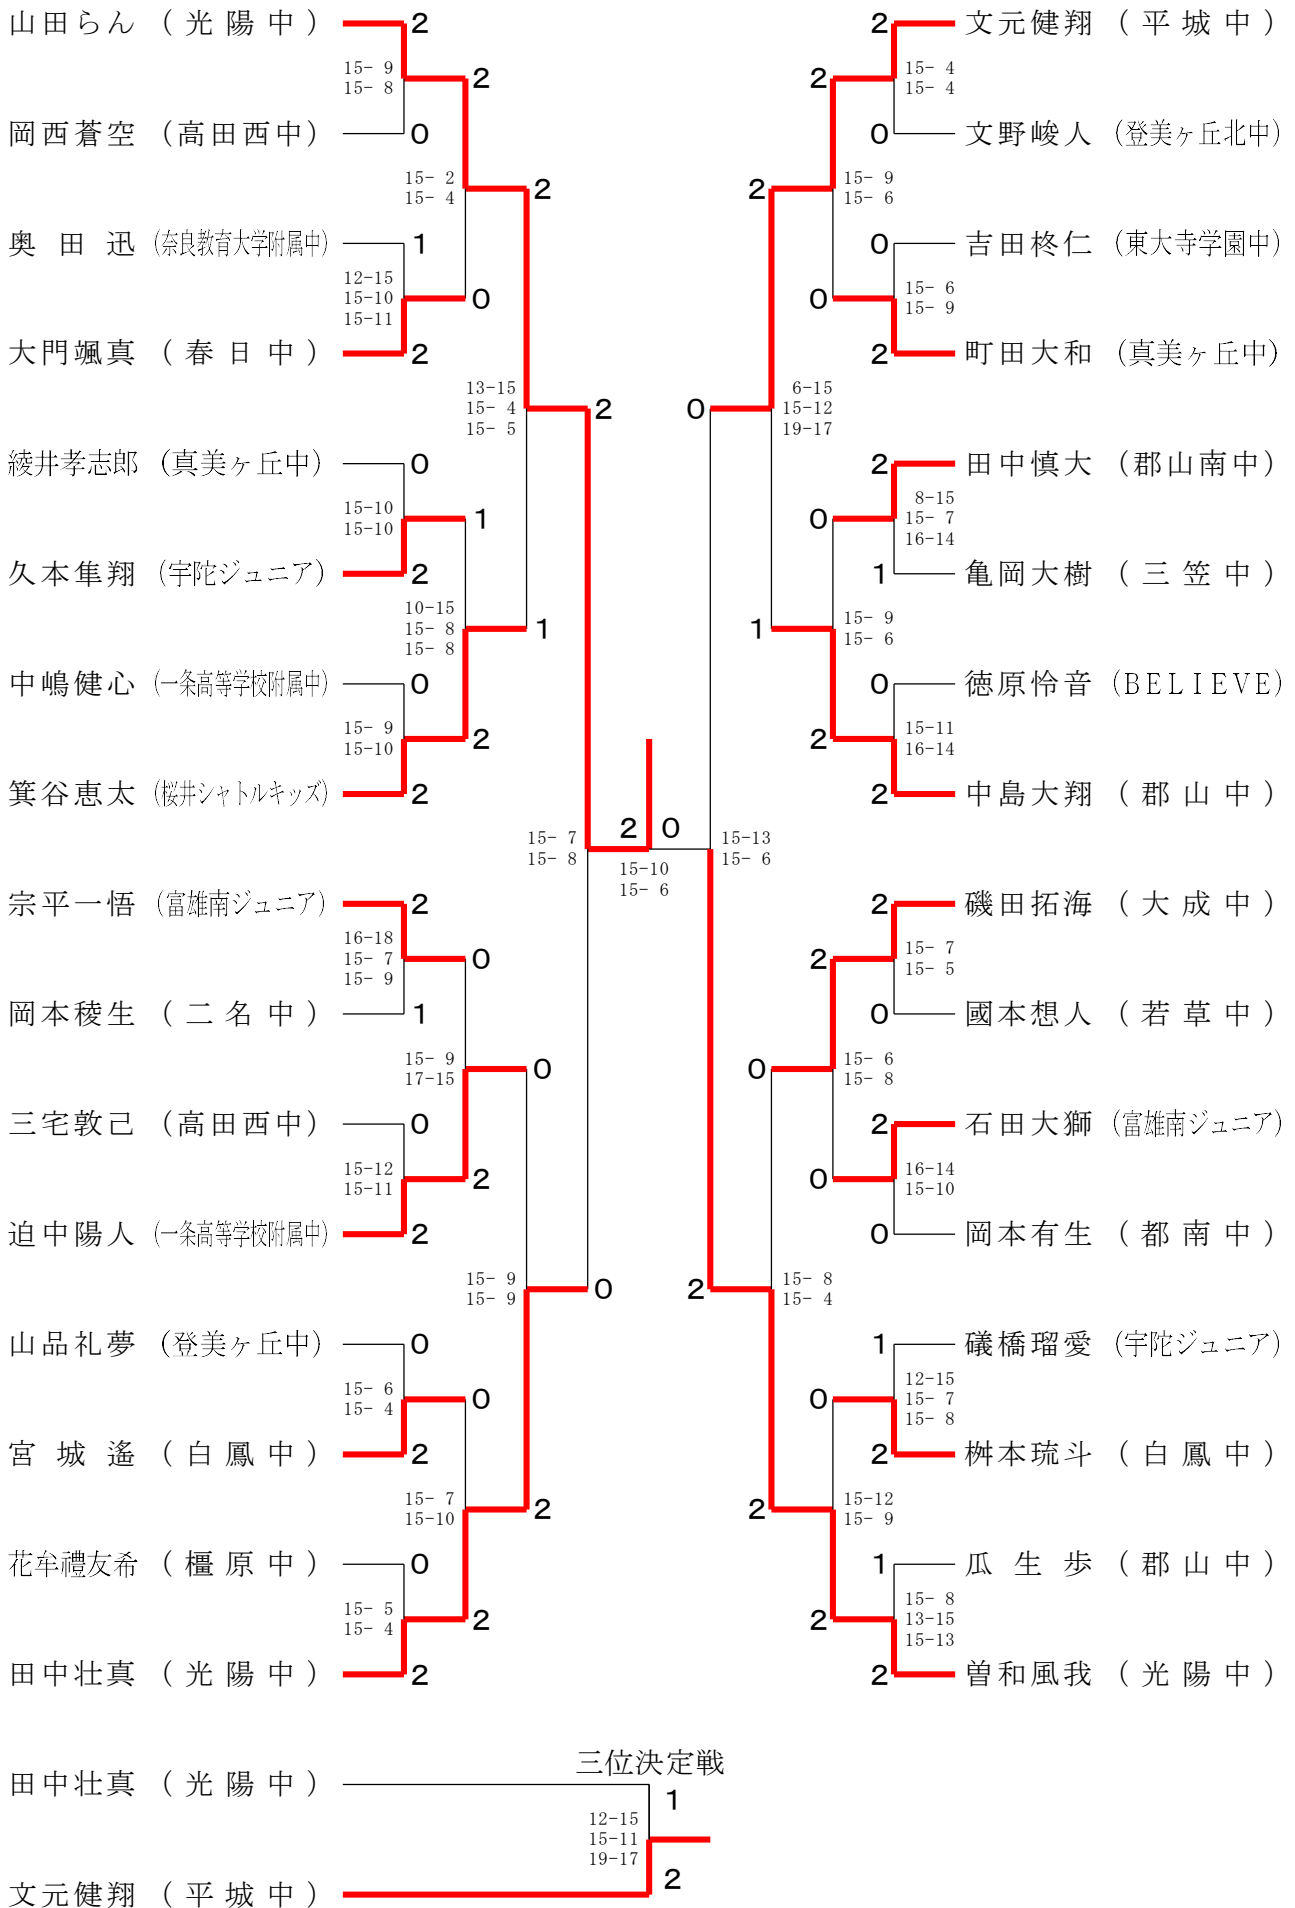 山田らん （光陽中） 2
15- 9
15- 8
2
岡西蒼空 （高田西中） 0
15- 2
15- 4
2
奥田迅 （奈良教育大学附属中） 1
12-15
15-10
15-11
0
大門颯真 （春日中） 2
13-15
15- 4
15- 5
2
綾井孝志郎 （真美ヶ丘中） 0
15-10
15-10
1
久本隼翔 （宇陀ジュニア） 2
10-15
15- 8
15- 8
1
中嶋健心 （一条高等学校附属中） 0
15- 9
15-10
2
箕谷恵太 （桜井シャトルキッズ） 2
15- 7
15- 8
2 0
15-10
15- 6
宗平一悟 （富雄南ジュニア） 2
16-18
15- 7
15- 9
0
岡本稜生 （二名中） 1
15- 9
17-15
0
三宅敦己 （高田西中） 0
15-12
15-11
2
迫中陽人 （一条高等学校附属中） 2
15- 9
15- 9
0
山品礼夢 （登美ヶ丘中） 0
15- 6
15- 4
0
宮城遙 （白鳳中） 2
15- 7
15-10
2
花牟禮友希 （橿原中） 0
15- 5
15- 4
2
田中壮真 （光陽中） 2
2 文元健翔 （平城中）
15- 4
15- 4
2
0 文野峻人 （登美ヶ丘北中）
15- 9
15- 6
2
0 吉田柊仁 （東大寺学園中）
15- 6
15- 9
0
2 町田大和 （真美ヶ丘中）
6-15
15-12
19-17
0
2 田中慎大 （郡山南中）
8-15
15- 7
16-14
0
1 亀岡大樹 （三笠中）
15- 9
15- 6
1
0 徳原怜音 （BELIEVE）
15-11
16-14
2
2 中島大翔 （郡山中）
15-13
15- 6
2 磯田拓海 （大成中）
15- 7
15- 5
2
0 國本想人 （若草中）
15- 6
15- 8
0
2 石田大獅 （富雄南ジュニア）
16-14
15-10
0
0 岡本有生 （都南中）
15- 8
15- 4
2
1 礒橋瑠愛 （宇陀ジュニア）
12-15
15- 7
15- 8
0
2 桝本琉斗 （白鳳中）
15-12
15- 9
2
1 瓜生歩 （郡山中）
15- 8
13-15
15-13
2
2 曽和風我 （光陽中）
三位決定戦
田中壮真 （光陽中） 1
12-15
15-11
19-17
文元健翔 （平城中） 2